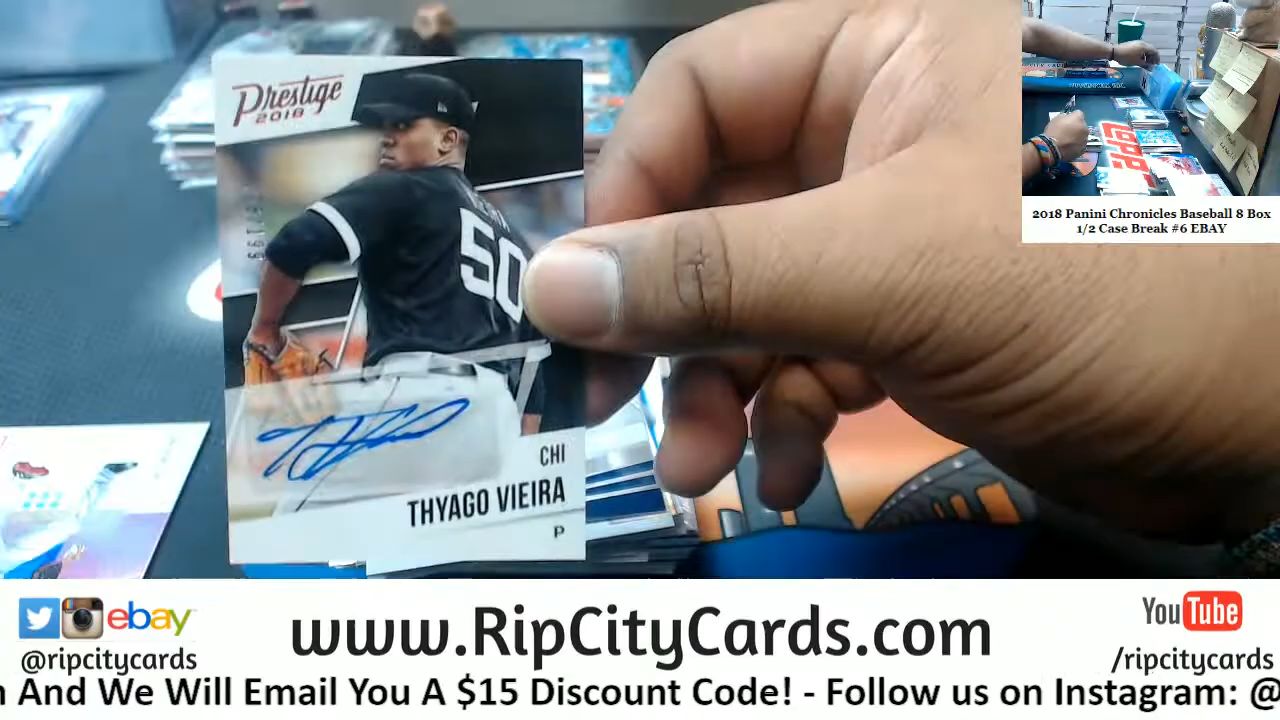 Prestige
2018
50
CHI
THYAGO VIEIRA
P
2018 Panini Chronicles Baseball 8 Box
1/2 Case Break #6 EBAY
ebay
@ripcitycards
www.RipCityCards.com
YouTube
/ripcitycards
And We Will Email You A $15 Discount Code! - Follow us on Instagram: @